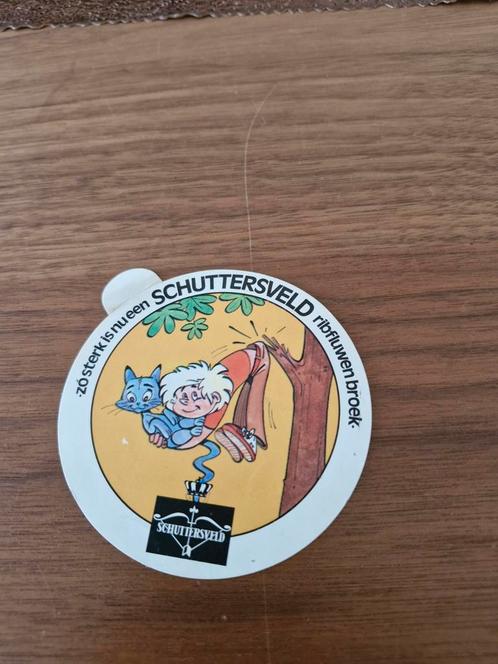 ·zó sterk is nu een SCHUTTERSVELD ribfluwen broek·
SCHUTTERSVELD